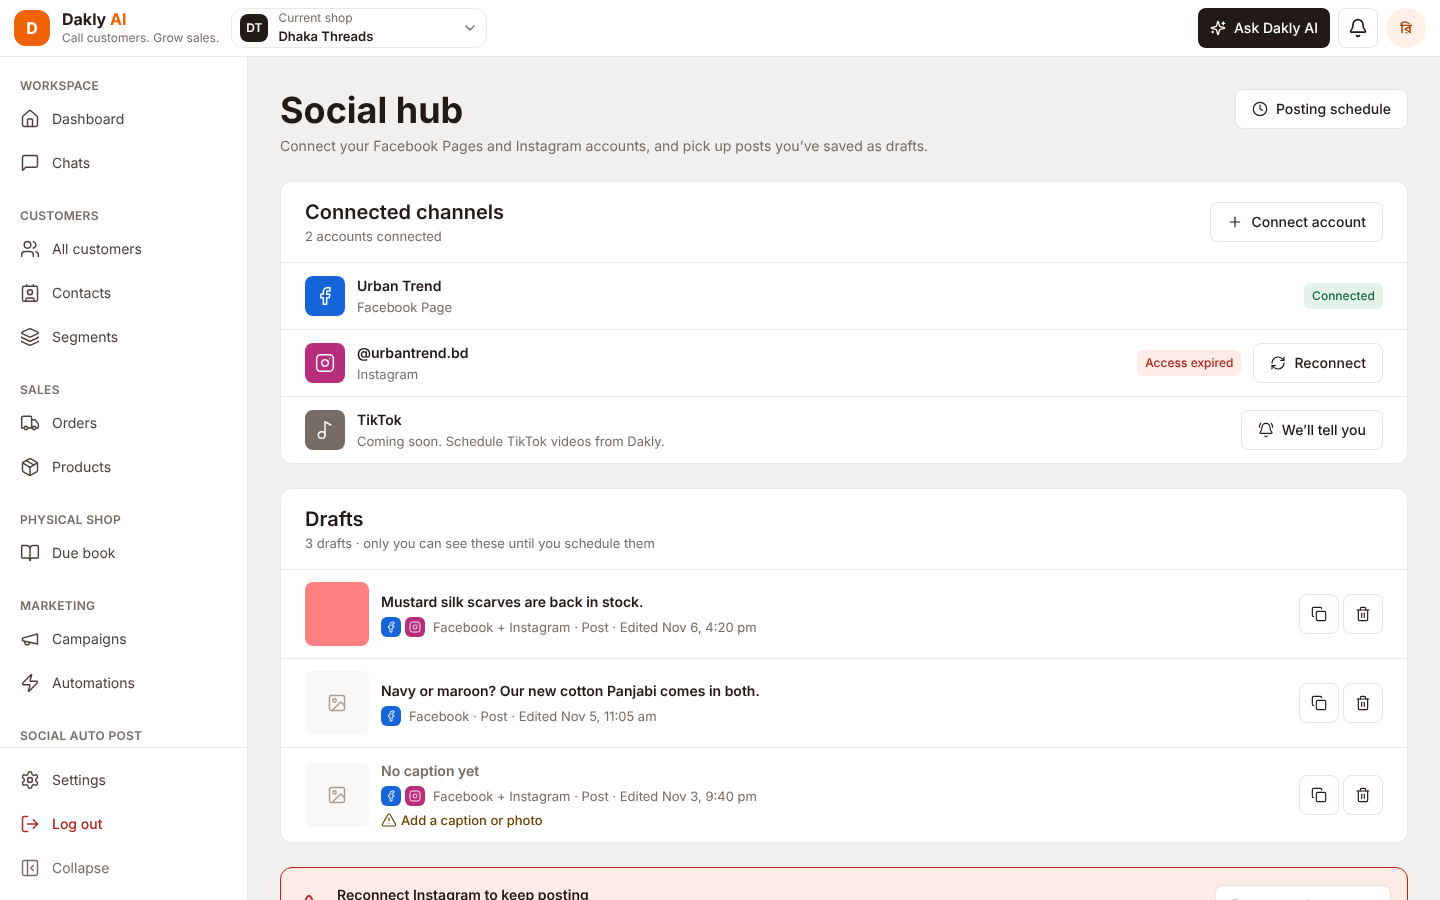 D
Dakly AI
Call customers. Grow sales.
DT
Current shop
Dhaka Threads
Ask Dakly AI
রি
WORKSPACE
Dashboard
Chats
CUSTOMERS
All customers
Contacts
Segments
SALES
Orders
Products
PHYSICAL SHOP
Due book
MARKETING
Campaigns
Automations
SOCIAL AUTO POST
Settings
Log out
Collapse
Social hub
Connect your Facebook Pages and Instagram accounts, and pick up posts you’ve saved as drafts.
Posting schedule
Connected channels
2 accounts connected
Connect account
Urban Trend
Facebook Page
Connected
@urbantrend.bd
Instagram
Access expired
Reconnect
TikTok
Coming soon. Schedule TikTok videos from Dakly.
We’ll tell you
Drafts
3 drafts · only you can see these until you schedule them
Mustard silk scarves are back in stock.
Facebook + Instagram · Post · Edited Nov 6, 4:20 pm
Navy or maroon? Our new cotton Panjabi comes in both.
Facebook · Post · Edited Nov 5, 11:05 am
No caption yet
Facebook + Instagram · Post · Edited Nov 3, 9:40 pm
Add a caption or photo
Reconnect Instagram to keep posting